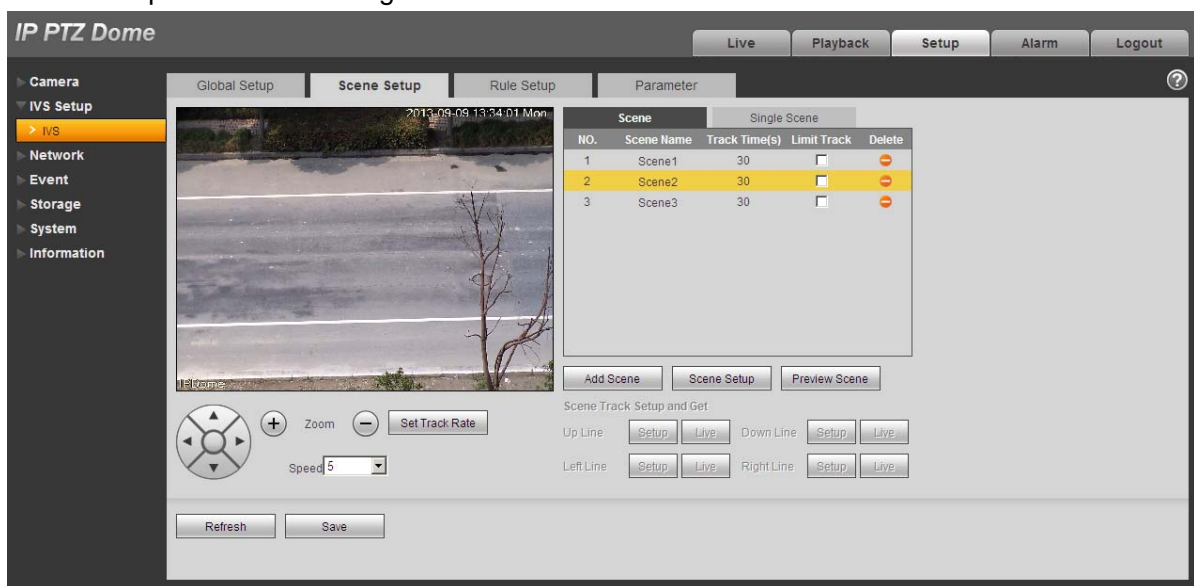 IP PTZ Dome
Live Playback Setup Alarm Logout
Camera
IVS Setup
> IVS
Network
Event
Storage
System
Information
Global Setup Scene Setup Rule Setup Parameter
?
2013-09-09 13:34:01 Mon
IPDome
Scene Single Scene
NO. Scene Name Track Time(s) Limit Track Delete
1 Scene1 30
2 Scene2 30
3 Scene3 30
Add Scene Scene Setup Preview Scene
Scene Track Setup and Get
Up Line Setup Live Down Line Setup Live
Left Line Setup Live Right Line Setup Live
Zoom Set Track Rate
Speed 5
Refresh Save